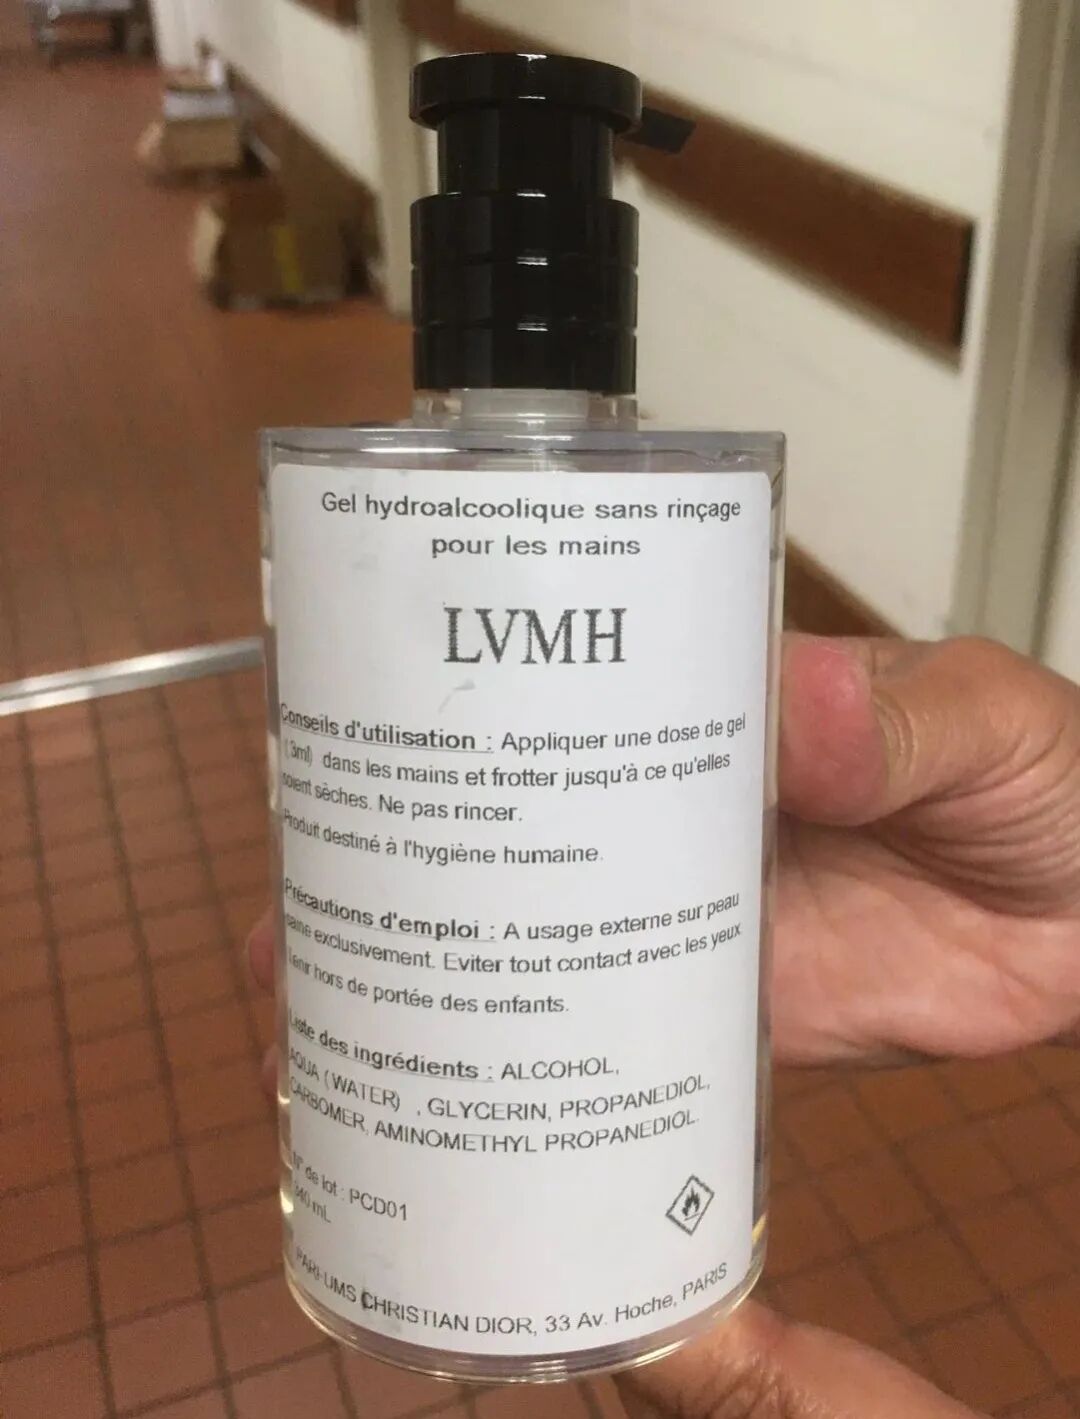 Gel hydroalcoolique sans rinçage
pour les mains
LVMH
Conseils d'utilisation : Appliquer une dose de gel
(3ml) dans les mains et frotter jusqu'à ce qu'elles
soient sèches. Ne pas rincer.
Produit destiné à l'hygiène humaine.
Précautions d'emploi : A usage externe sur peau
saine exclusivement. Eviter tout contact avec les yeux.
Tenir hors de portée des enfants.
Liste des ingrédients : ALCOHOL,
AQUA (WATER) , GLYCERIN, PROPANEDIOL,
CARBOMER, AMINOMETHYL PROPANEDIOL.
N° de lot : PCD01
340 mL
PARFUMS CHRISTIAN DIOR, 33 Av. Hoche, PARIS